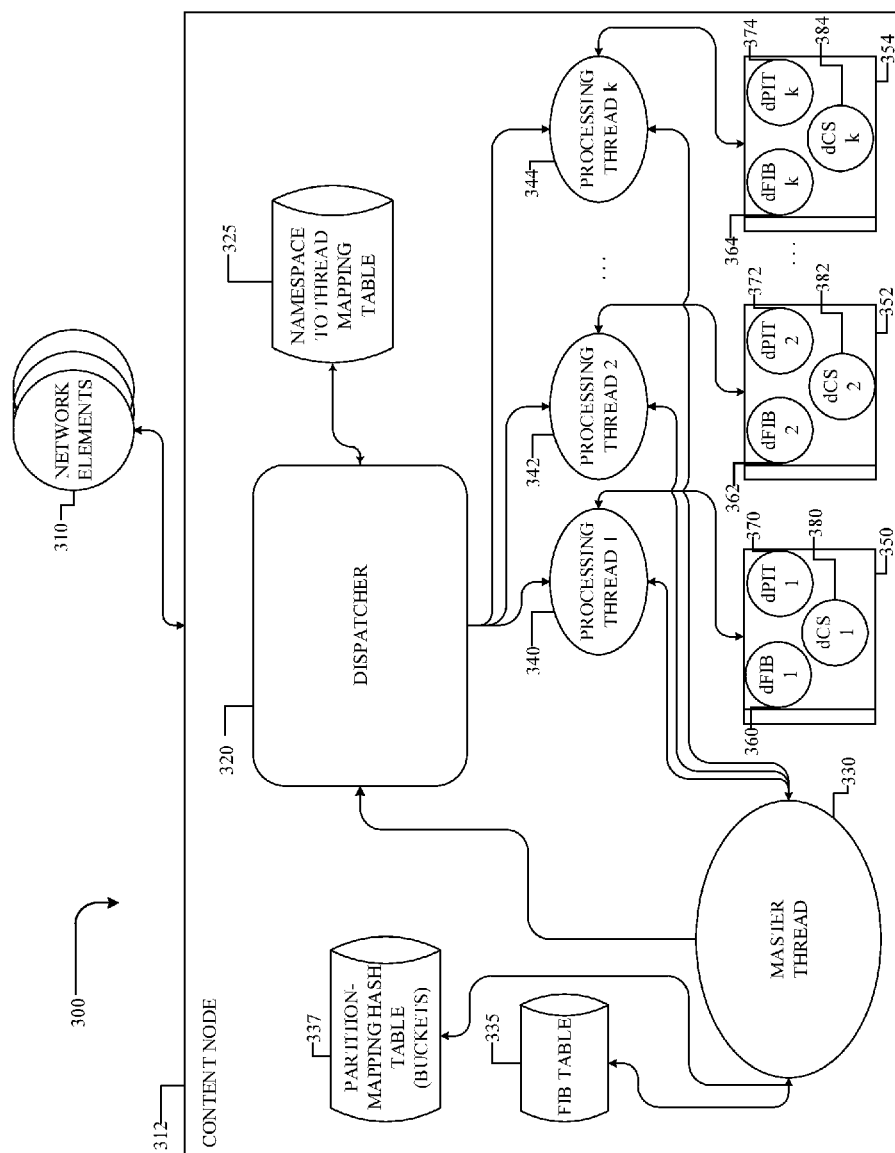 300
312
CONTENT NODE
310
NETWORK
ELEMENTS
337
PARTITION-
MAPPING HASH
TABLE
(BUCKETS)
335
FIB TABLE
320
DISPATCHER
325
NAMESPACE
TO THREAD
MAPPING
TABLE
340
PROCESSING
THREAD 1
342
PROCESSING
THREAD 2
. . .
344
PROCESSING
THREAD k
MASTER
THREAD
330
360
dFIB
1
370
dPIT
1
380
dCS
1
350
362
dFIB
2
372
dPIT
2
382
dCS
2
352
. . .
364
dFIB
k
374
dPIT
k
384
dCS
k
354